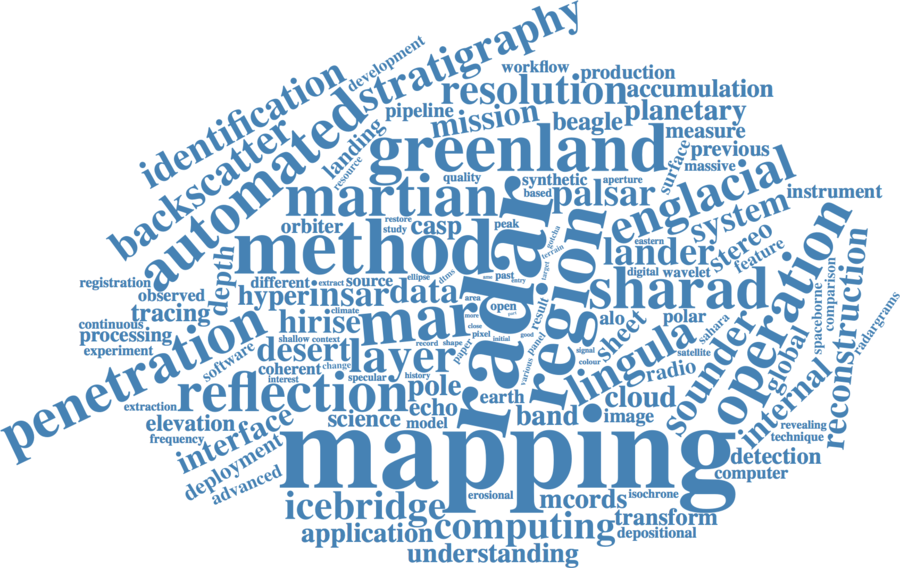 development
stratigraphy
workflow
production
identification
resolution
accumulation
automated
pipeline
mission
beagle
planetary
backscatter
landing
resource
greenland
measure
previous
massive
surface
quality
synthetic
aperture
based
martian
palsar
englacial
instrument
orbiter
restore
study
casp
peak
radar
region
system
method
gotcha
terrain
target
eastern
lander
stereo
feature
registration
observed
depth
different
extract
source
ellipse
dtms
past
entry
digital
wavelet
sharad
operation
tracing
hyper
insar
data
area
open
more
port
result
alo
sheet
polar
sahara
spaceborne
comparison
reconstruction
radargrams
continuous
processing
experiment
climate
hirise
mar
close
pixel
initial
good
panel
signal
penetration
software
shallow
context
desert
layer
record
shape
paper
various
colour
satellite
lingula
radio
sounder
global
internal
coherent
change
interest
specular
history
reflection
pole
earth
cloud
extraction
elevation
frequency
interface
science
echo
model
band
image
revealing
technique
mapping
detection
computer
deployment
advanced
icebridge
erosional
mcords
isochrone
application
computing
transform
depositional
understanding